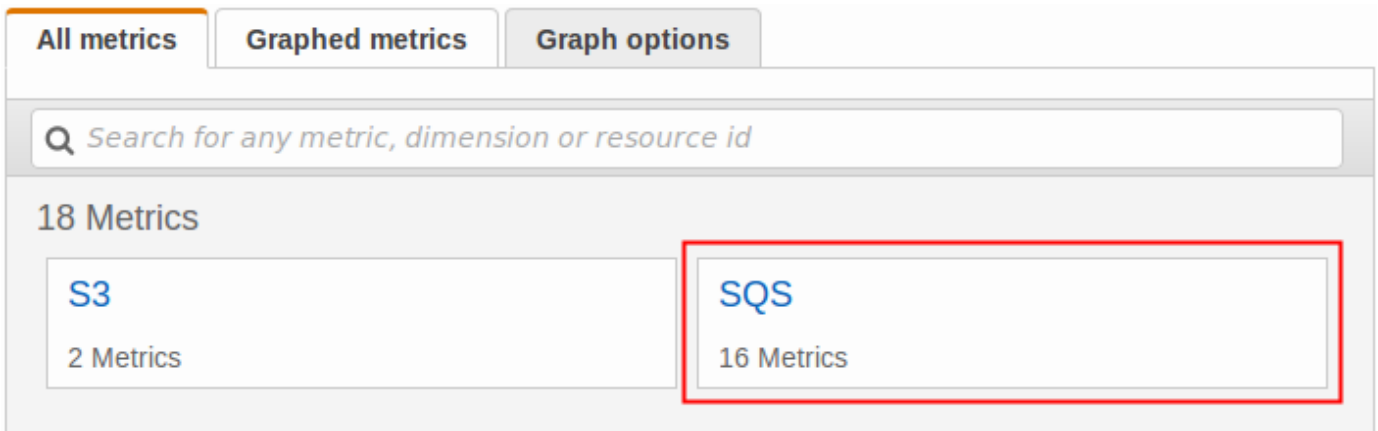 All metrics Graphed metrics Graph options
Search for any metric, dimension or resource id
18 Metrics
S3 SQS
2 Metrics 16 Metrics